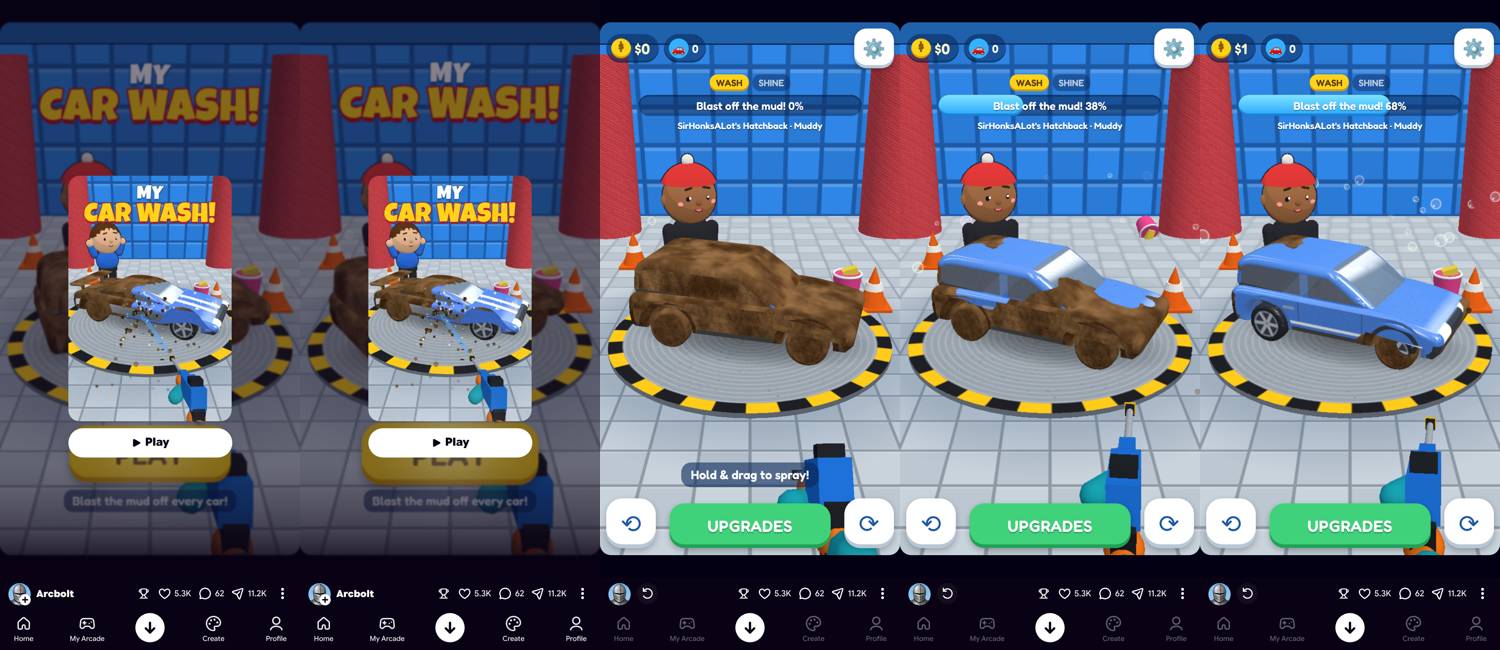 MY
CAR WASH!
MY
CAR WASH!
Play
PLAY
Blast the mud off every car!
Arcbolt
5.3K
62
11.2K
Home
My Arcade
Create
Profile
MY
CAR WASH!
MY
CAR WASH!
Play
PLAY
Blast the mud off every car!
Arcbolt
5.3K
62
11.2K
Home
My Arcade
Create
Profile
$0
0
WASH
SHINE
Blast off the mud! 0%
SirHonksALot's Hatchback · Muddy
Hold & drag to spray!
UPGRADES
5.3K
62
11.2K
Home
My Arcade
Create
Profile
$0
0
WASH
SHINE
Blast off the mud! 38%
SirHonksALot's Hatchback · Muddy
UPGRADES
5.3K
62
11.2K
Home
My Arcade
Create
Profile
$1
0
WASH
SHINE
Blast off the mud! 68%
SirHonksALot's Hatchback · Muddy
UPGRADES
5.3K
62
11.2K
Home
My Arcade
Create
Profile